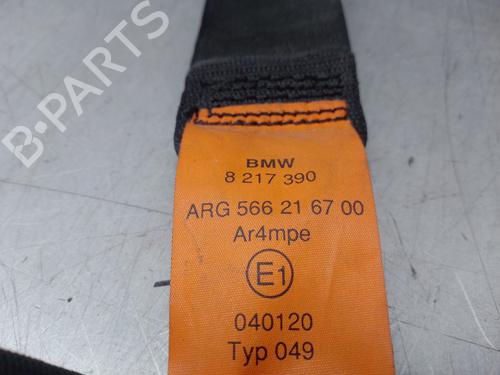 BMW
8 217 390
ARG 566 21 67 00
Ar4mpe
E1
040120
Typ 049
B-PARTS